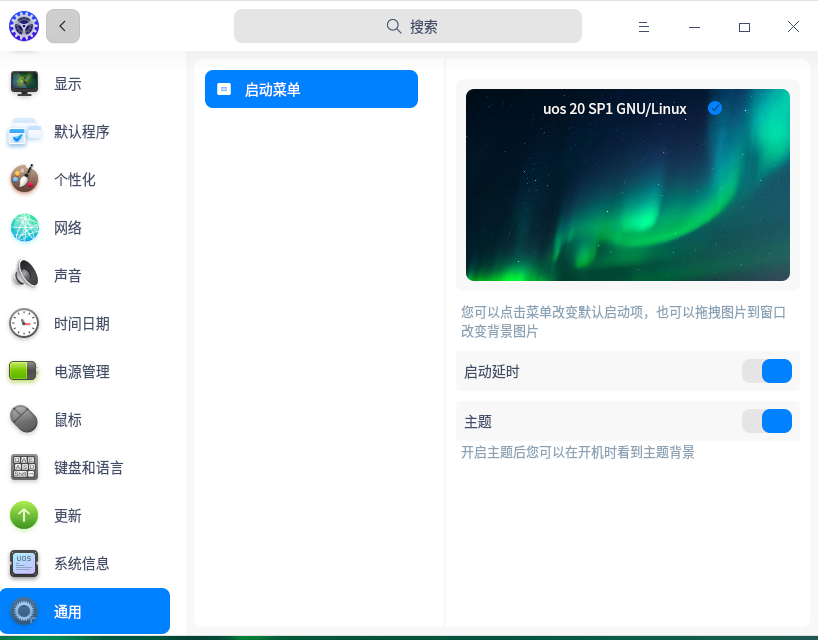 搜索
显示
默认程序
个性化
网络
声音
时间日期
电源管理
鼠标
键盘和语言
更新
UOS
系统信息
通用
启动菜单
uos 20 SP1 GNU/Linux
您可以点击菜单改变默认启动项，也可以拖拽图片到窗口
改变背景图片
启动延时
主题
开启主题后您可以在开机时看到主题背景